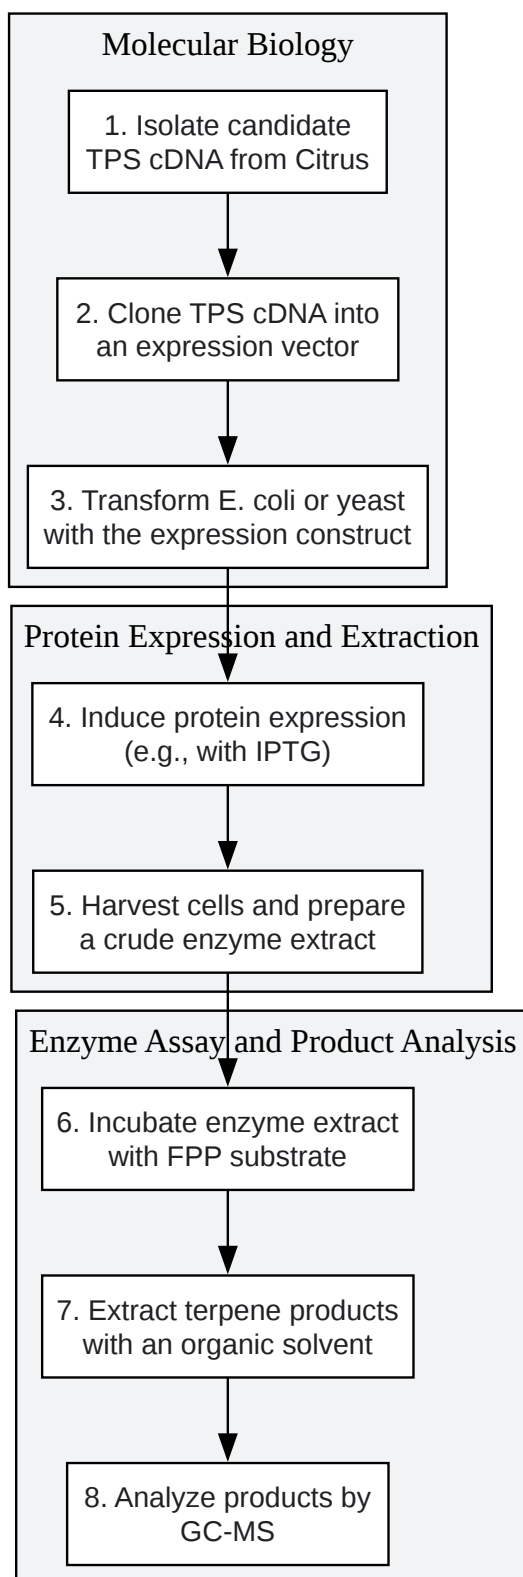 Molecular Biology
1. Isolate candidate
TPS cDNA from Citrus
2. Clone TPS cDNA into
an expression vector
3. Transform E. coli or yeast
with the expression construct
Protein Expression and Extraction
4. Induce protein expression
(e.g., with IPTG)
5. Harvest cells and prepare
a crude enzyme extract
Enzyme Assay and Product Analysis
6. Incubate enzyme extract
with FPP substrate
7. Extract terpene products
with an organic solvent
8. Analyze products by
GC-MS